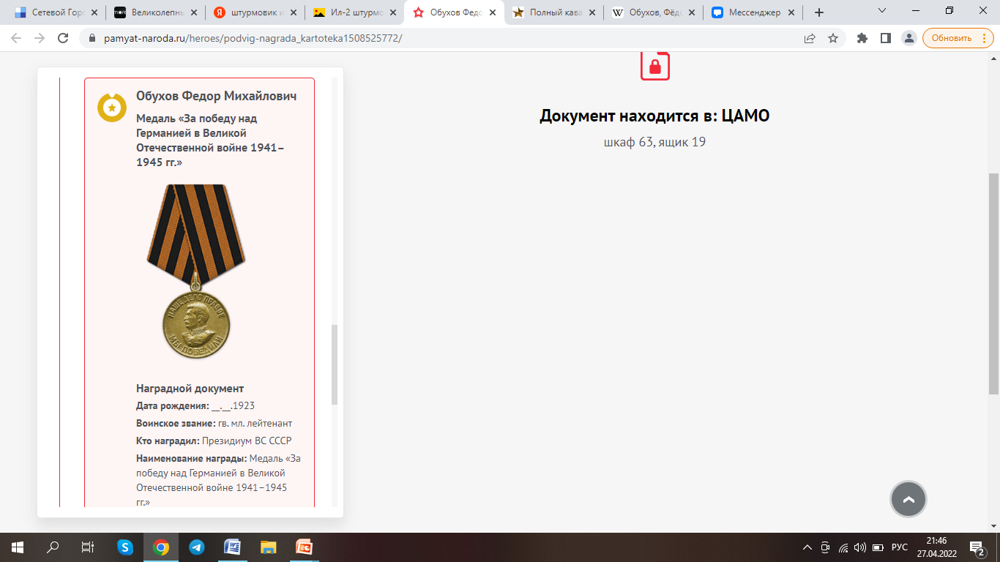 Сетевой Горо
Великолепны
штурмовик и
Ил-2 штурмо
Обухов Федо
Полный кава
Обухов, Фёдо
Мессенджер
pamyat-naroda.ru/heroes/podvig-nagrada_kartoteka1508525772/
Обновить
Обухов Федор Михайлович
Медаль «За победу над
Германией в Великой
Отечественной войне 1941–
1945 гг.»
НАШЕ ДЕЛО ПРАВОЕ
МЫ ПОБЕДИЛИ
Наградной документ
Дата рождения: __.__.1923
Воинское звание: гв. мл. лейтенант
Кто наградил: Президиум ВС СССР
Наименование награды: Медаль «За
победу над Германией в Великой
Отечественной войне 1941–1945
гг.»
Документ находится в: ЦАМО
шкаф 63, ящик 19
РУС
21:46
27.04.2022
2